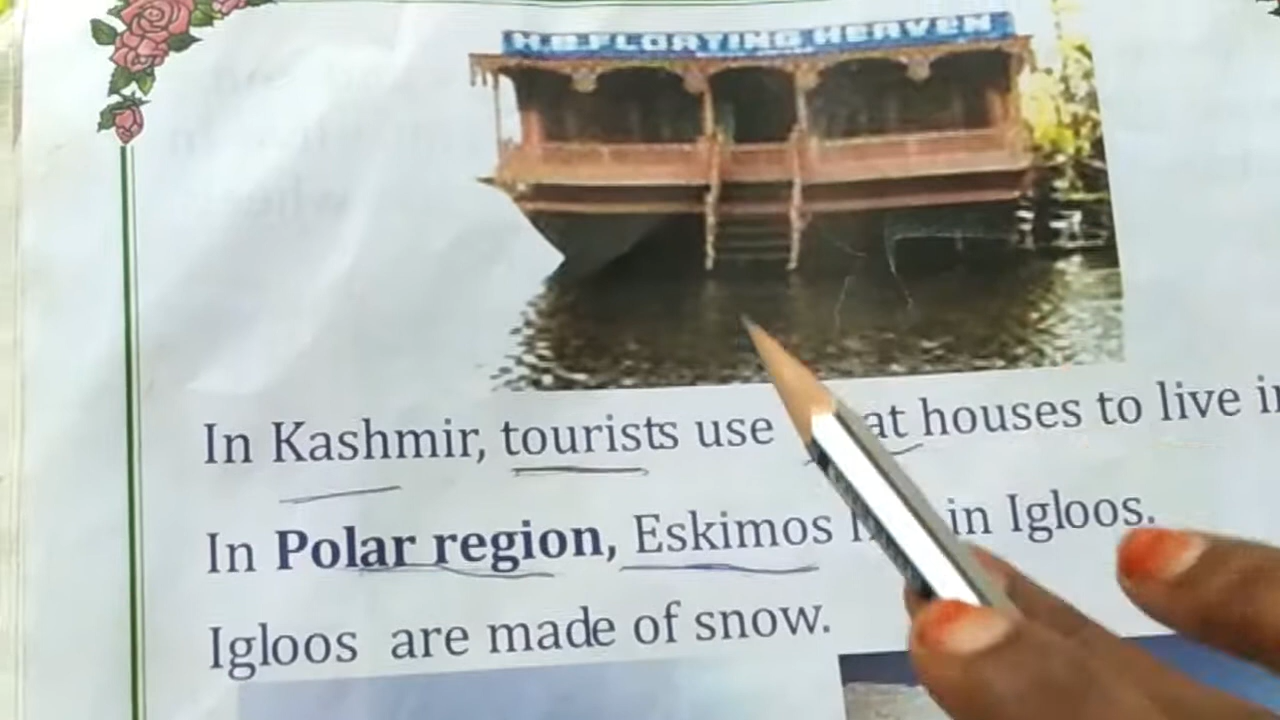 H.B.FLOATING HEAVEN
In Kashmir, tourists use houses to live in
In Polar region, Eskimos in Igloos.
Igloos are made of snow.